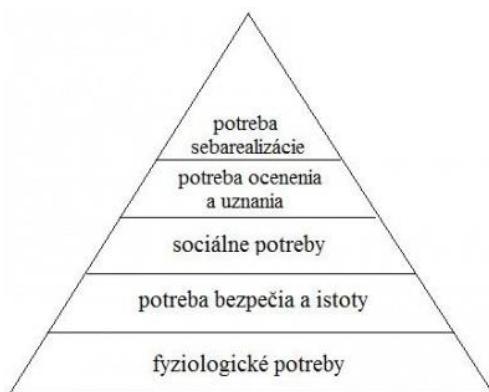 potreba
sebarealizácie
potreba ocenenia
a uznania
sociálne potreby
potreba bezpečia a istoty
fyziologické potreby